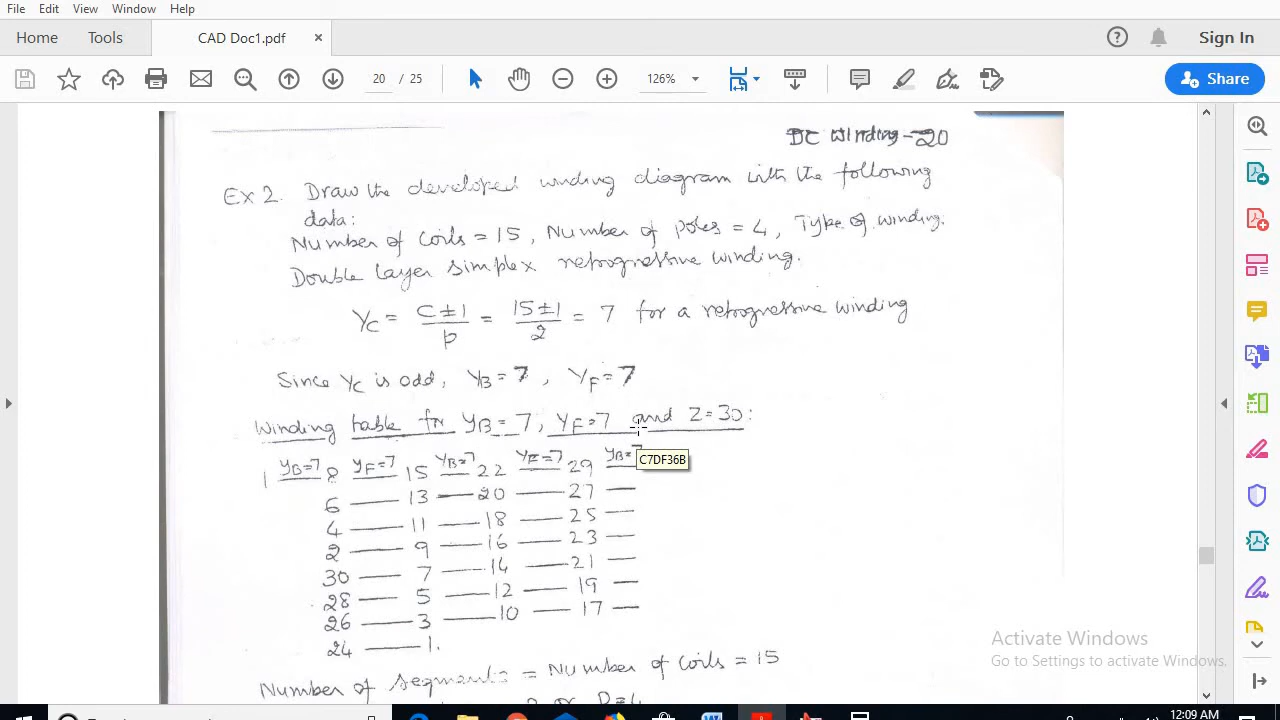 File Edit View Window Help
Home Tools CAD Doc1.pdf × Sign In
20 / 25 126% Share
DC Winding-20
Ex 2. Draw the developed winding diagram with the following
data:
Number of Coils = 15, Number of poles = 4, Type of winding.
Double layer simplex retrogressive winding.
Yc = C±1/p = 15±1/2 = 7 for a retrogressive winding
Since Yc is odd, YB = 7, YF = 7
Winding table for YB = 7, YF = 7 and Z = 30:
C7DF36B
1 YB=7 8 YF=7 15 YB=7 22 YF=7 29 YB=7
6 — 13 — 20 — 27 —
4 — 11 — 18 — 25 —
2 — 9 — 16 — 23 —
30 — 7 — 14 — 21 —
28 — 5 — 12 — 19 —
26 — 3 — 10 — 17 —
24 — 1.
Number of segments = Number of coils = 15
Activate Windows
Go to Settings to activate Windows.
12:09 AM